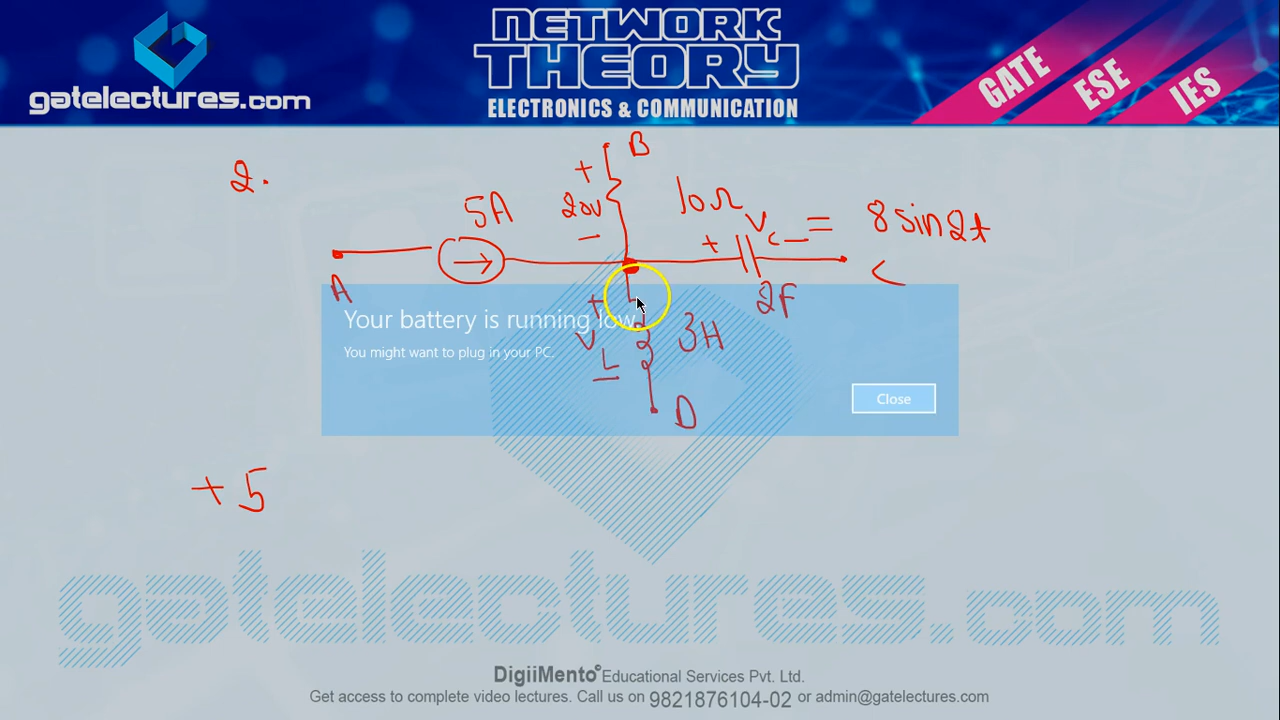 gatelectures.com
NETWORK
THEORY
ELECTRONICS & COMMUNICATION
GATE
ESE
IES
2.
B
+
20V
-
10Ω
5A
+ Vc - = 8 sin2t
A
C
2F
+
VL
-
3H
D
Your battery is running low
You might want to plug in your PC.
Close
+5
gatelectures.com
DigiiMento© Educational Services Pvt. Ltd.
Get access to complete video lectures. Call us on 9821876104-02 or admin@gatelectures.com